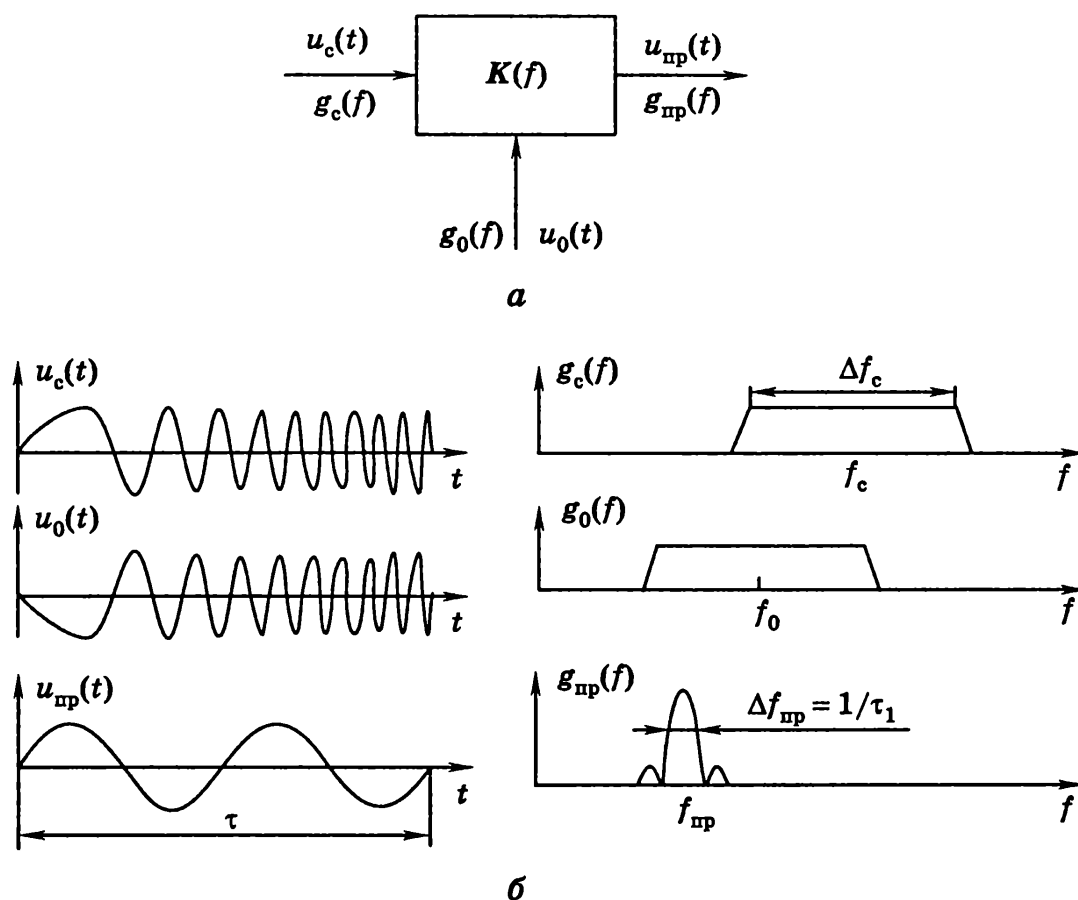 u_c(t)
g_c(f)
K(f)
u_пр(t)
g_пр(f)
g_0(f) u_0(t)
а
u_c(t)
t
g_c(f)
Δf_c
f_c
f
u_0(t)
t
g_0(f)
f_0
f
u_пр(t)
t
τ
g_пр(f)
Δf_пр = 1/τ_1
f_пр
f
б